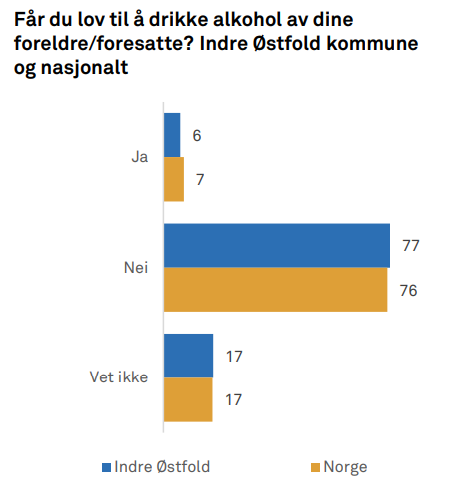 Får du lov til å drikke alkohol av dine
foreldre/foresatte? Indre Østfold kommune
og nasjonalt
Ja
6
7
Nei
77
76
Vet ikke
17
17
Indre Østfold
Norge